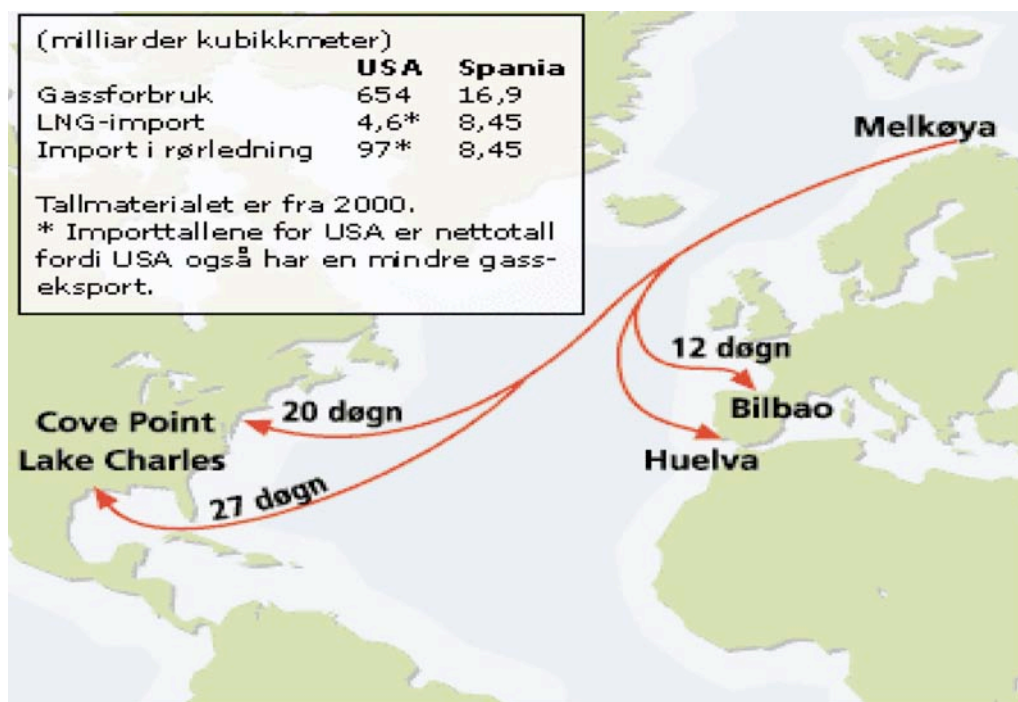 (milliarder kubikkmeter)
USA Spania
Gassforbruk 654 16,9
LNG-import 4,6* 8,45
Import i rørledning 97* 8,45
Tallmaterialet er fra 2000.
* Importtallene for USA er nettotall
fordi USA også har en mindre gass-
eksport.
Melkøya
12 døgn
Bilbao
Huelva
20 døgn
Cove Point
Lake Charles
27 døgn